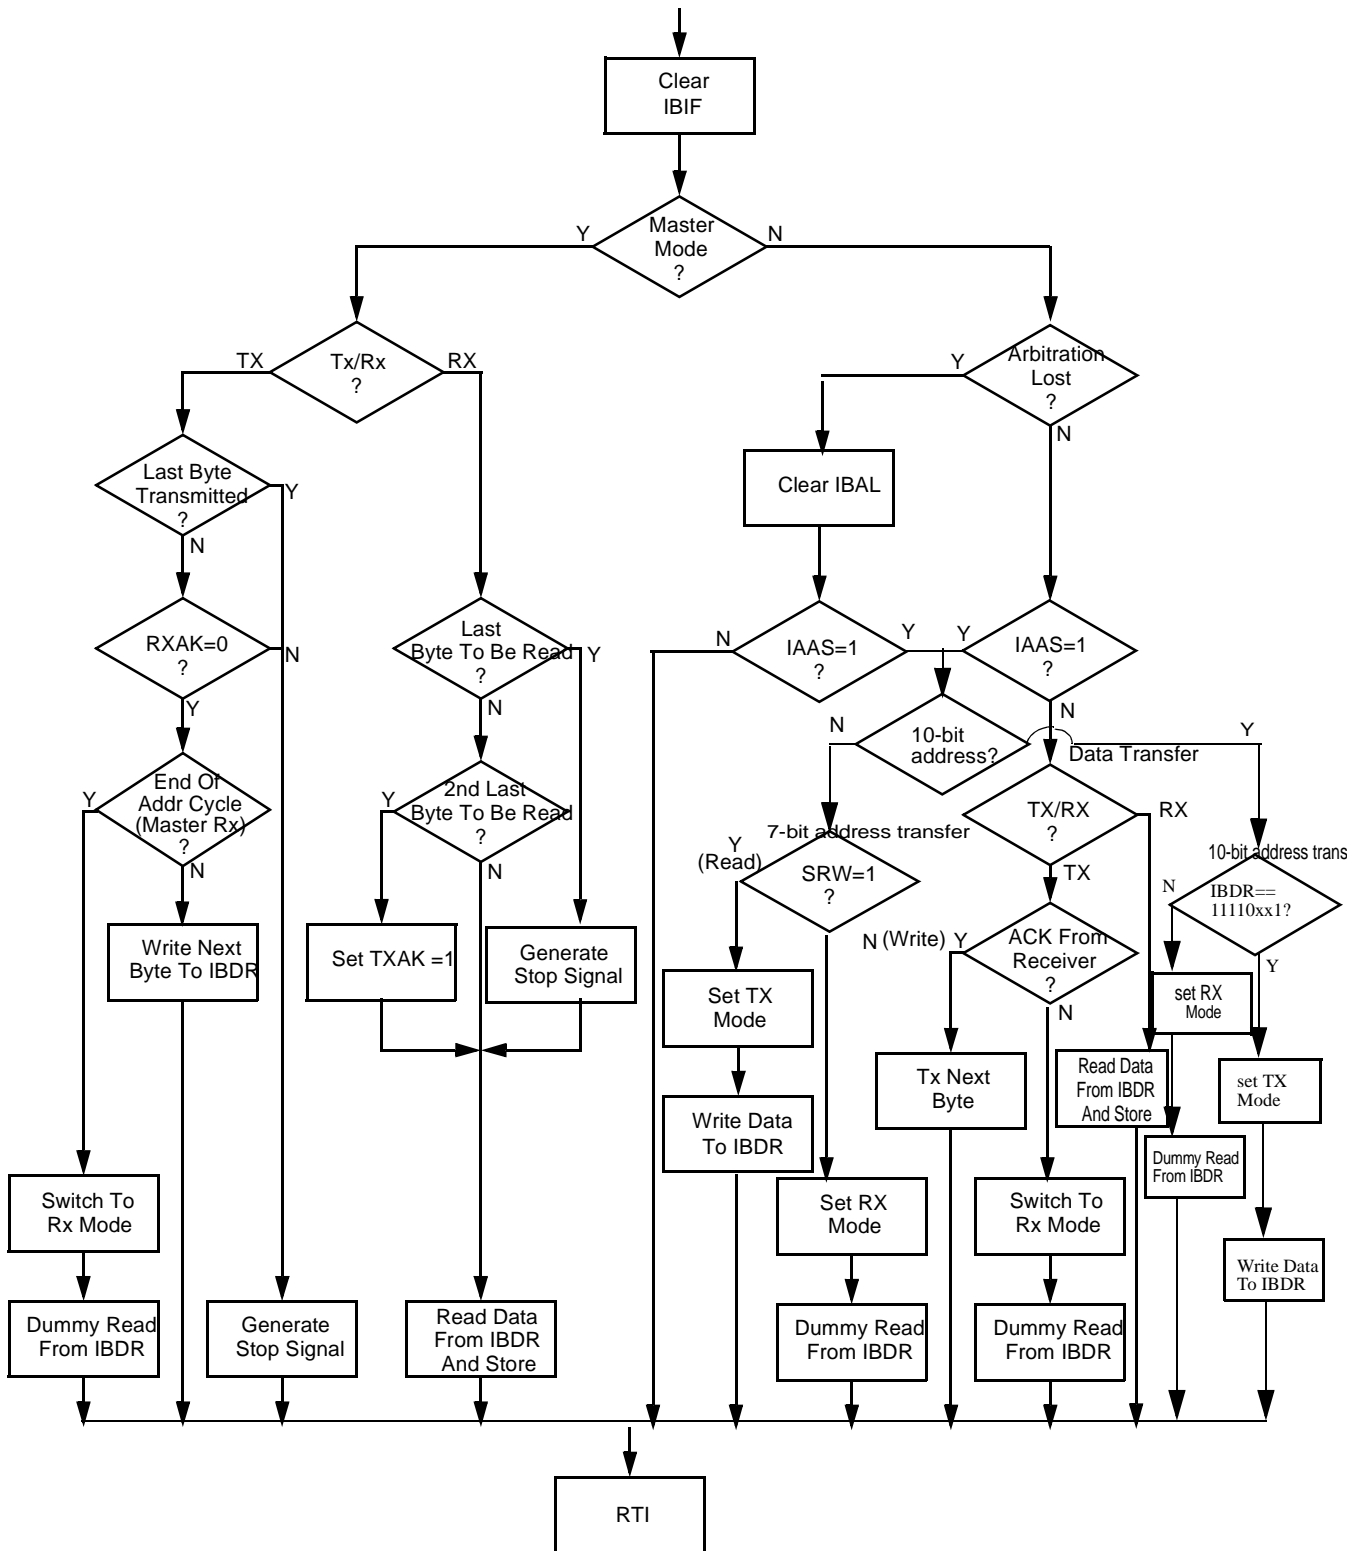 Clear
IBIF
Master
Mode
?
Y
N
Tx/Rx
?
TX
RX
Arbitration
Lost
?
Y
N
Last Byte
Transmitted
?
Y
N
Clear IBAL
RXAK=0
?
N
Y
Last
Byte To Be Read
?
Y
N
IAAS=1
?
N
Y
IAAS=1
?
Y
N
10-bit
address?
N
Y
Data Transfer
End Of
Addr Cycle
(Master Rx)
?
Y
N
2nd Last
Byte To Be Read
?
Y
N
7-bit address transfer
SRW=1
?
Y
(Read)
N (Write)
TX/RX
?
RX
TX
10-bit address trans
IBDR==
11110xx1?
N
Y
Write Next
Byte To IBDR
Set TXAK =1
Generate
Stop Signal
Set TX
Mode
ACK From
Receiver
?
Y
N
set RX
Mode
Write Data
To IBDR
Tx Next
Byte
Read Data
From IBDR
And Store
set TX
Mode
Dummy Read
From IBDR
Switch To
Rx Mode
Set RX
Mode
Switch To
Rx Mode
Write Data
To IBDR
Dummy Read
From IBDR
Generate
Stop Signal
Read Data
From IBDR
And Store
Dummy Read
From IBDR
Dummy Read
From IBDR
RTI